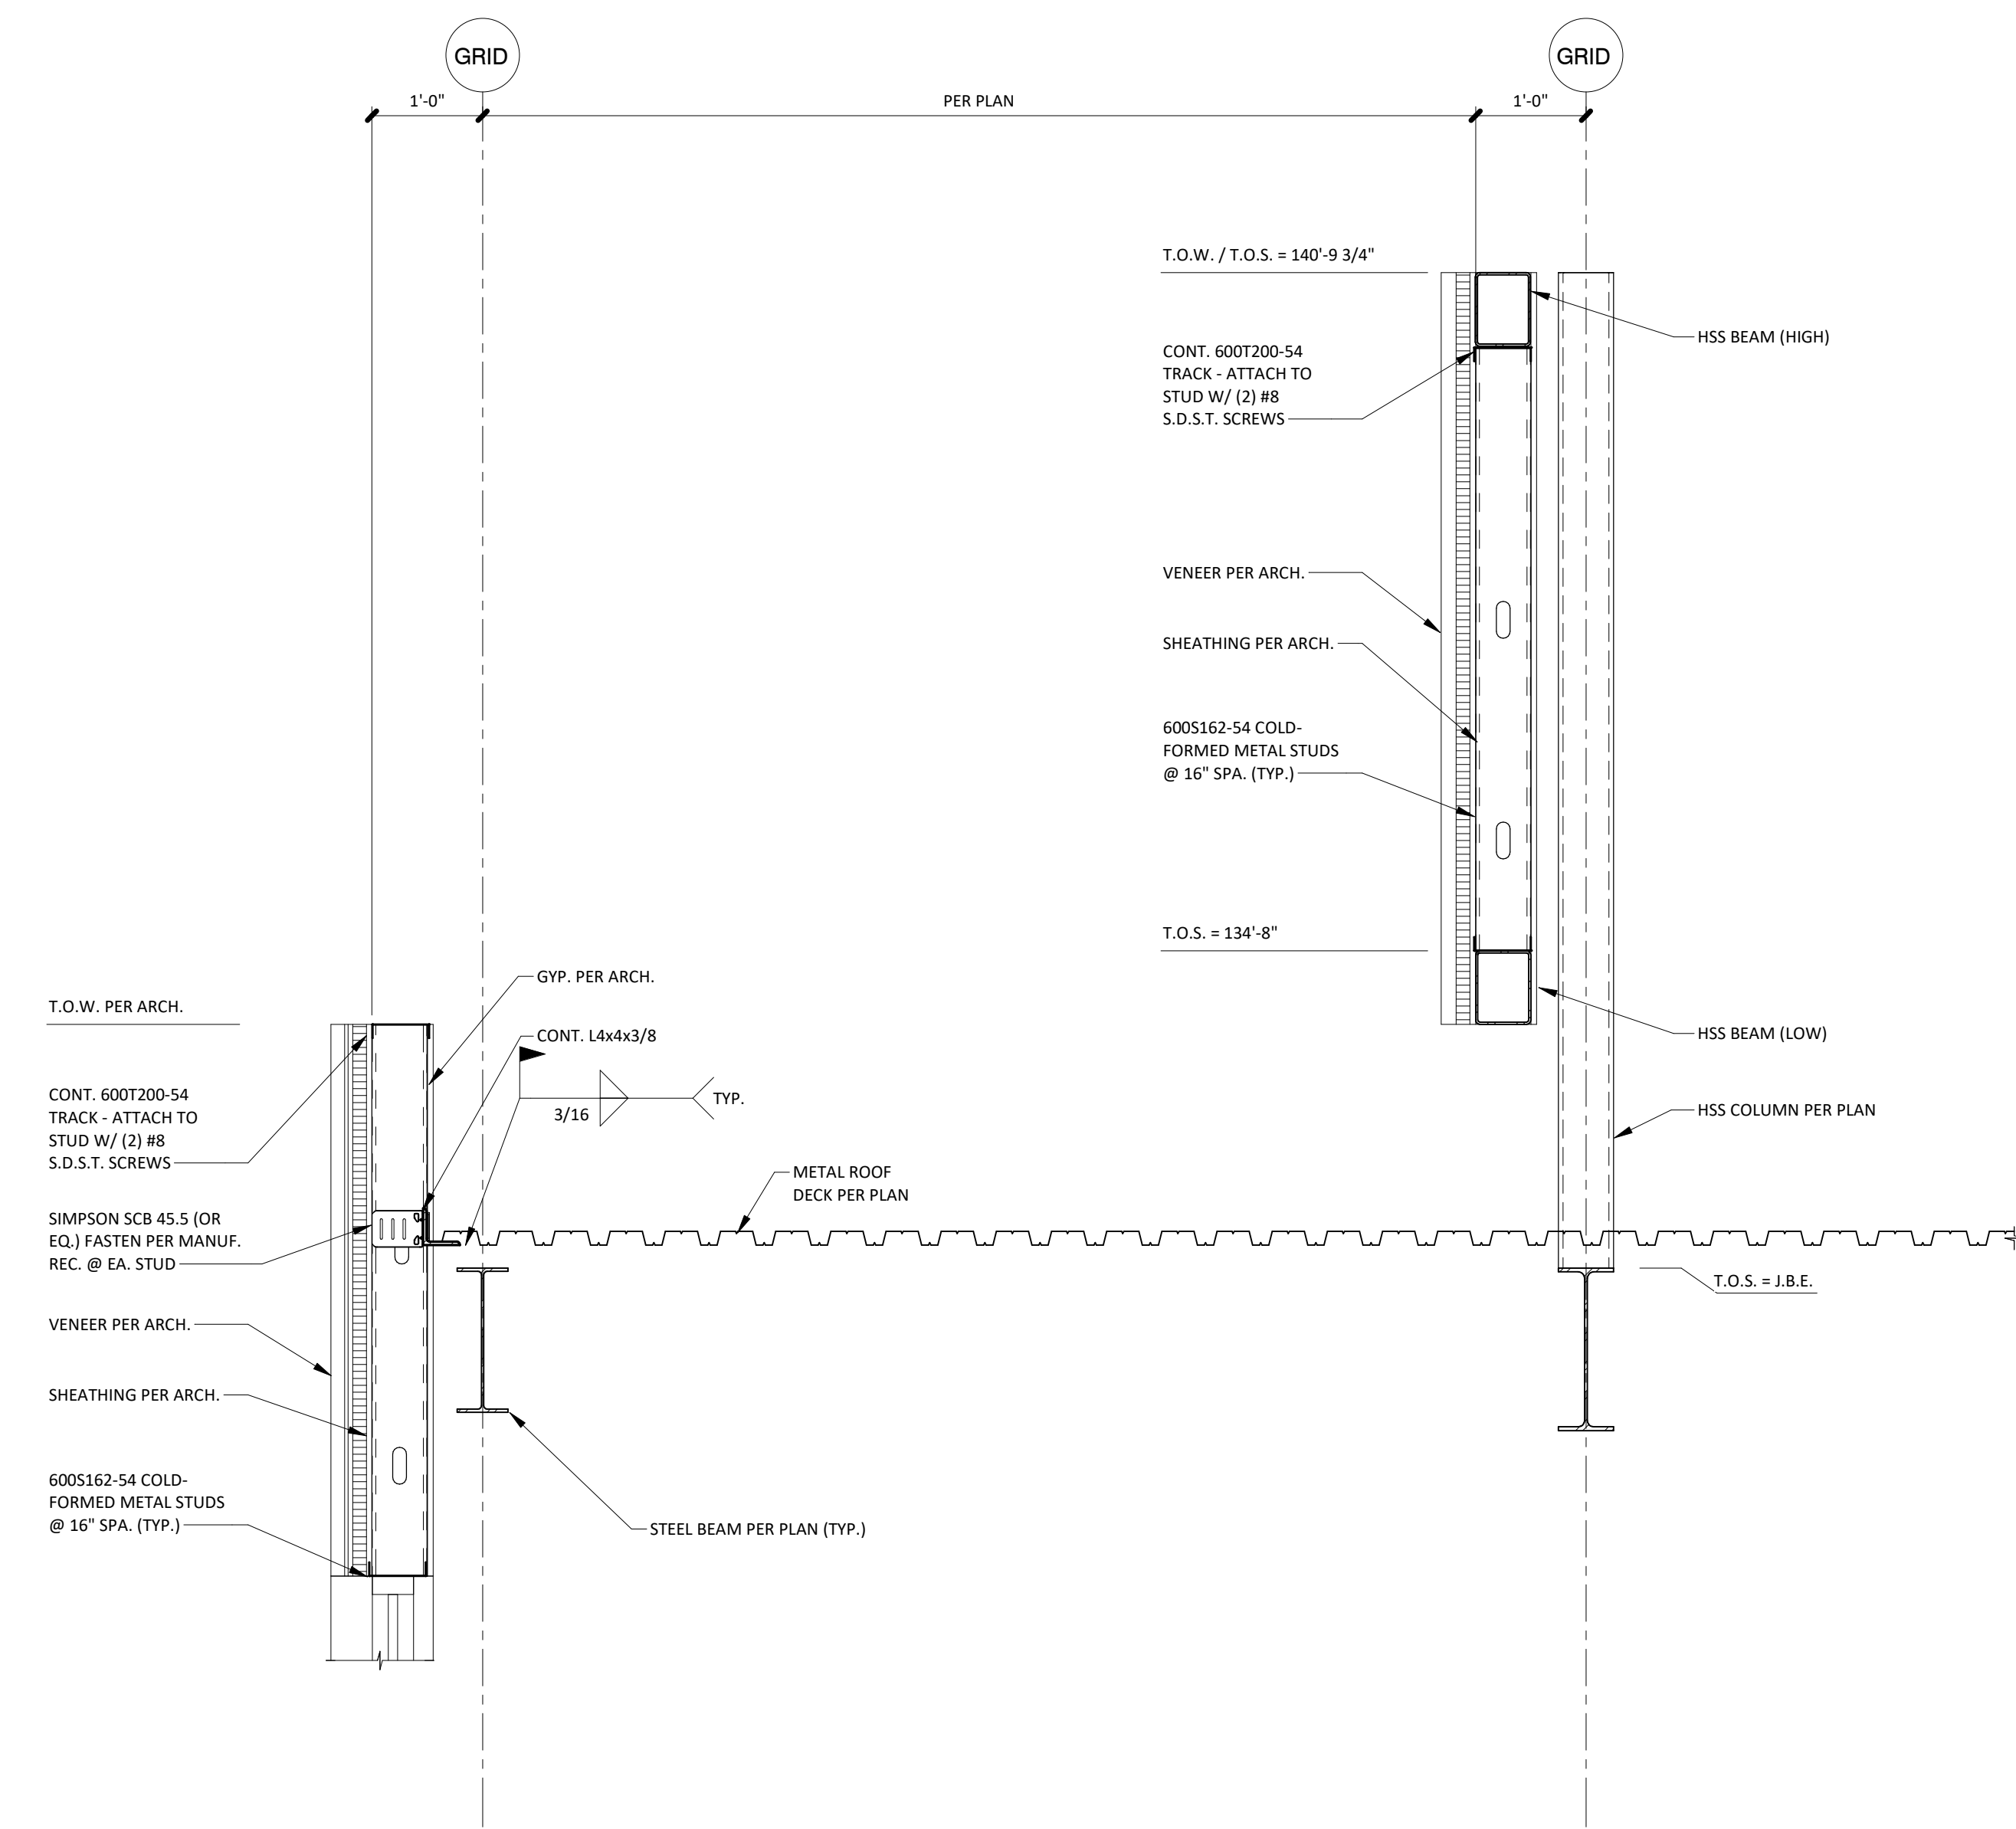 GRID
GRID
1'-0"
PER PLAN
1'-0"
T.O.W. / T.O.S. = 140'-9 3/4"
HSS BEAM (HIGH)
CONT. 600T200-54
TRACK - ATTACH TO
STUD W/ (2) #8
S.D.S.T. SCREWS
VENEER PER ARCH.
SHEATHING PER ARCH.
600S162-54 COLD-
FORMED METAL STUDS
@ 16" SPA. (TYP.)
T.O.S. = 134'-8"
HSS BEAM (LOW)
HSS COLUMN PER PLAN
T.O.S. = J.B.E.
GYP. PER ARCH.
CONT. L4x4x3/8
3/16
TYP.
METAL ROOF
DECK PER PLAN
T.O.W. PER ARCH.
CONT. 600T200-54
TRACK - ATTACH TO
STUD W/ (2) #8
S.D.S.T. SCREWS
SIMPSON SCB 45.5 (OR
EQ.) FASTEN PER MANUF.
REC. @ EA. STUD
VENEER PER ARCH.
SHEATHING PER ARCH.
600S162-54 COLD-
FORMED METAL STUDS
@ 16" SPA. (TYP.)
STEEL BEAM PER PLAN (TYP.)